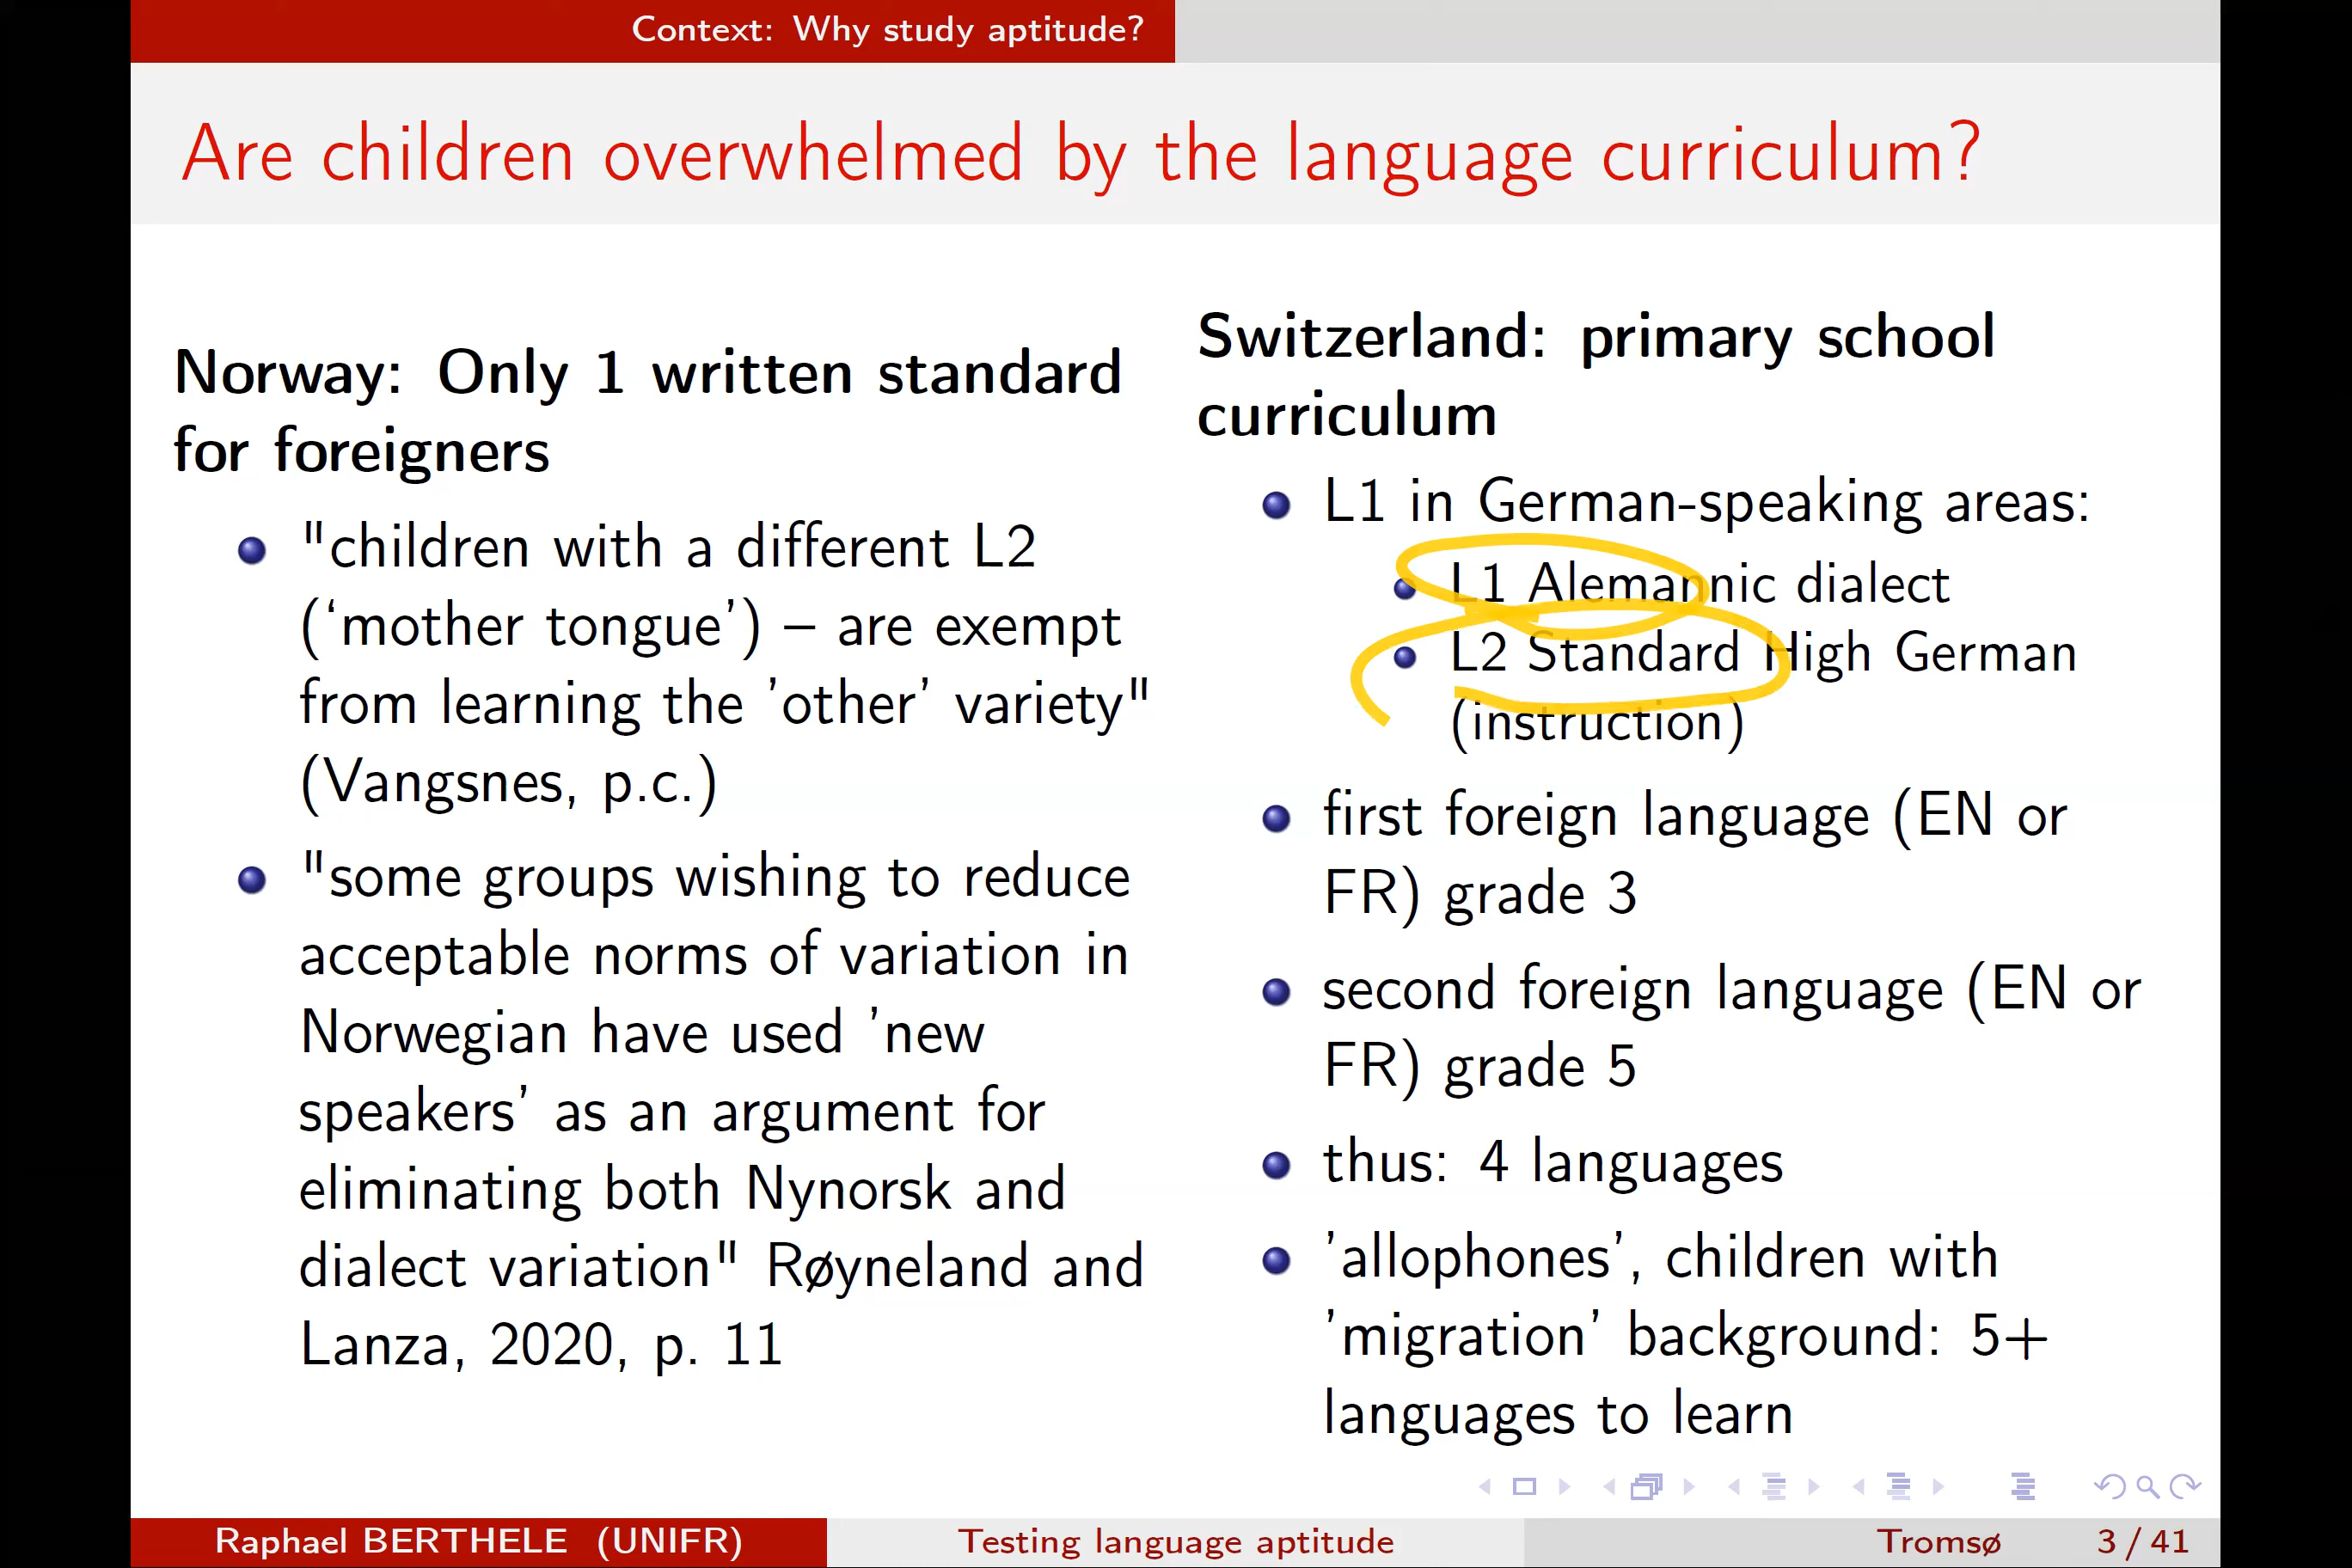 Context: Why study aptitude?
Are children overwhelmed by the language curriculum?
Norway: Only 1 written standard
for foreigners
"children with a different L2
(‘mother tongue’) – are exempt
from learning the ’other’ variety"
(Vangsnes, p.c.)
"some groups wishing to reduce
acceptable norms of variation in
Norwegian have used ’new
speakers’ as an argument for
eliminating both Nynorsk and
dialect variation" Røyneland and
Lanza, 2020, p. 11
Switzerland: primary school
curriculum
L1 in German-speaking areas:
L1 Alemannic dialect
L2 Standard High German
(instruction)
first foreign language (EN or
FR) grade 3
second foreign language (EN or
FR) grade 5
thus: 4 languages
’allophones’, children with
’migration’ background: 5+
languages to learn
Raphael BERTHELE (UNIFR)
Testing language aptitude
Tromsø
3 / 41